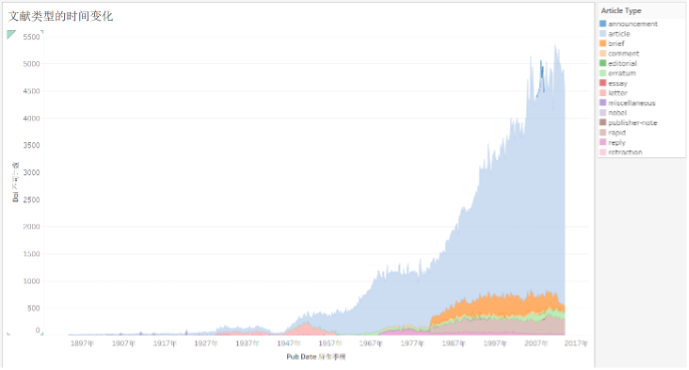 文献类型的时间变化
Article Type
announcement
article
brief
comment
editorial
erratum
essay
letter
miscellaneous
nobel
publisher-note
rapid
reply
retraction
5500
5000
4500
4000
3500
3000
2500
2000
1500
1000
500
0
Doi
1897年 1907年 1917年 1927年 1937年 1947年 1957年 1967年 1977年 1987年 1997年 2007年 2017年
Pub Date